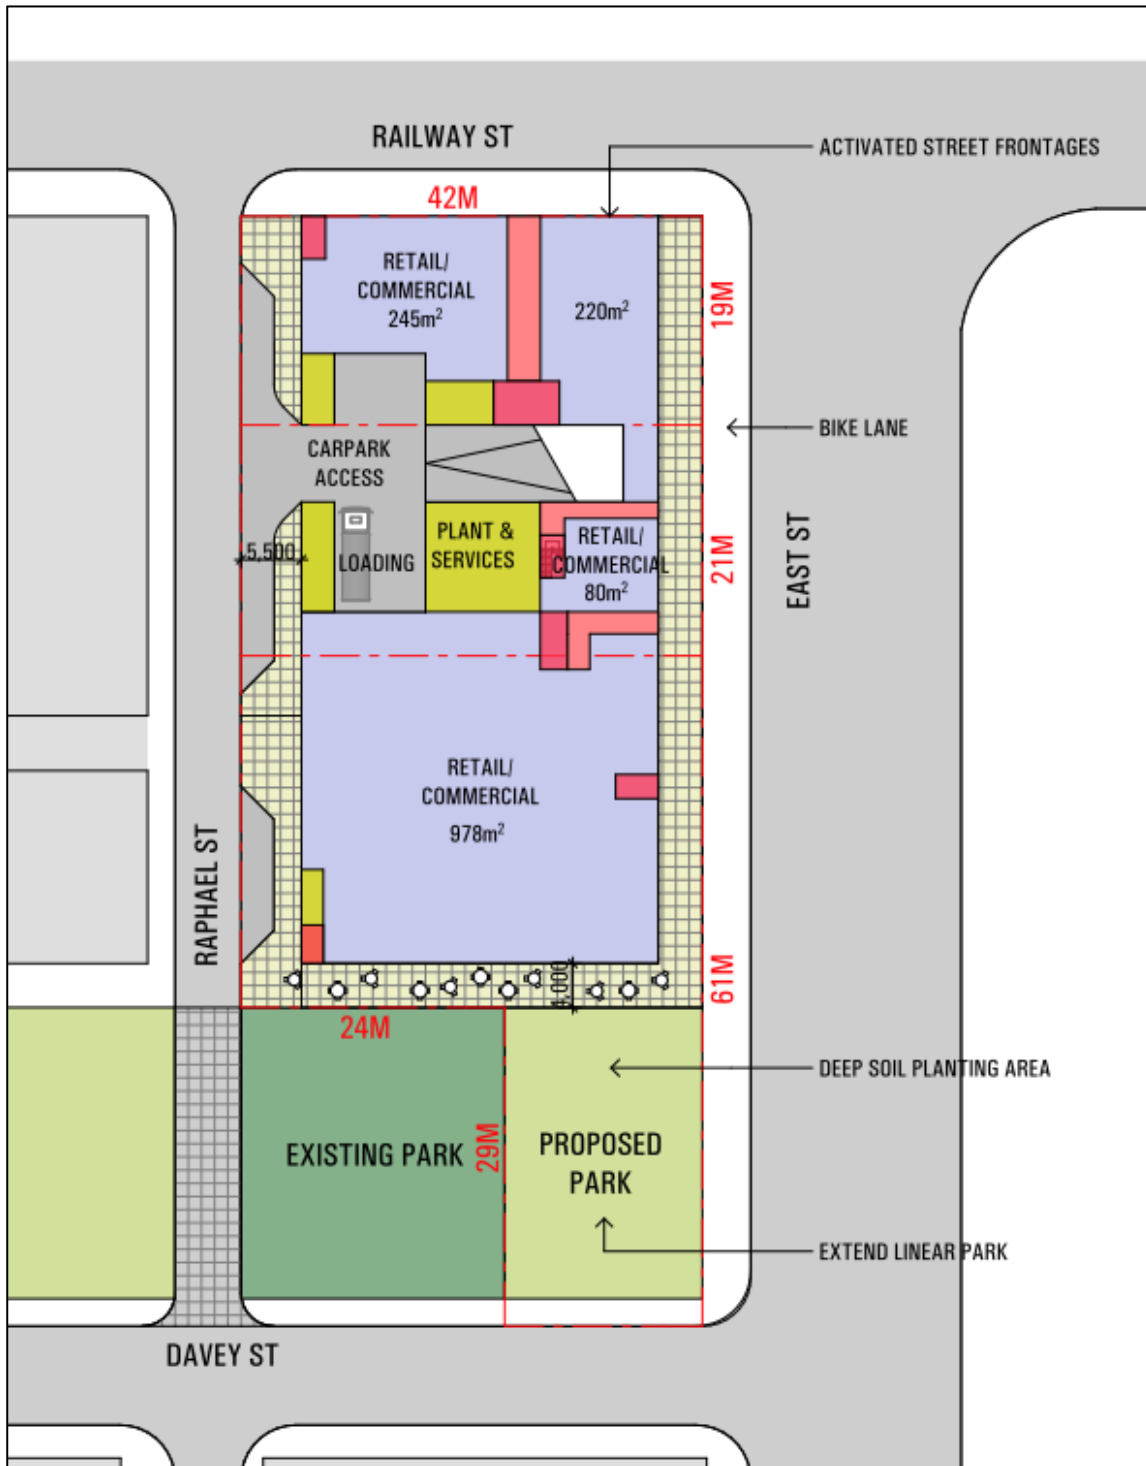 RAILWAY ST
ACTIVATED STREET FRONTAGES
42M
RETAIL/
COMMERCIAL
245m²
220m²
19M
BIKE LANE
CARPARK
ACCESS
PLANT &
SERVICES
RETAIL/
COMMERCIAL
80m²
5,500
LOADING
21M
EAST ST
RETAIL/
COMMERCIAL
978m²
RAPHAEL ST
4,000
61M
24M
DEEP SOIL PLANTING AREA
EXISTING PARK
29M
PROPOSED
PARK
EXTEND LINEAR PARK
DAVEY ST